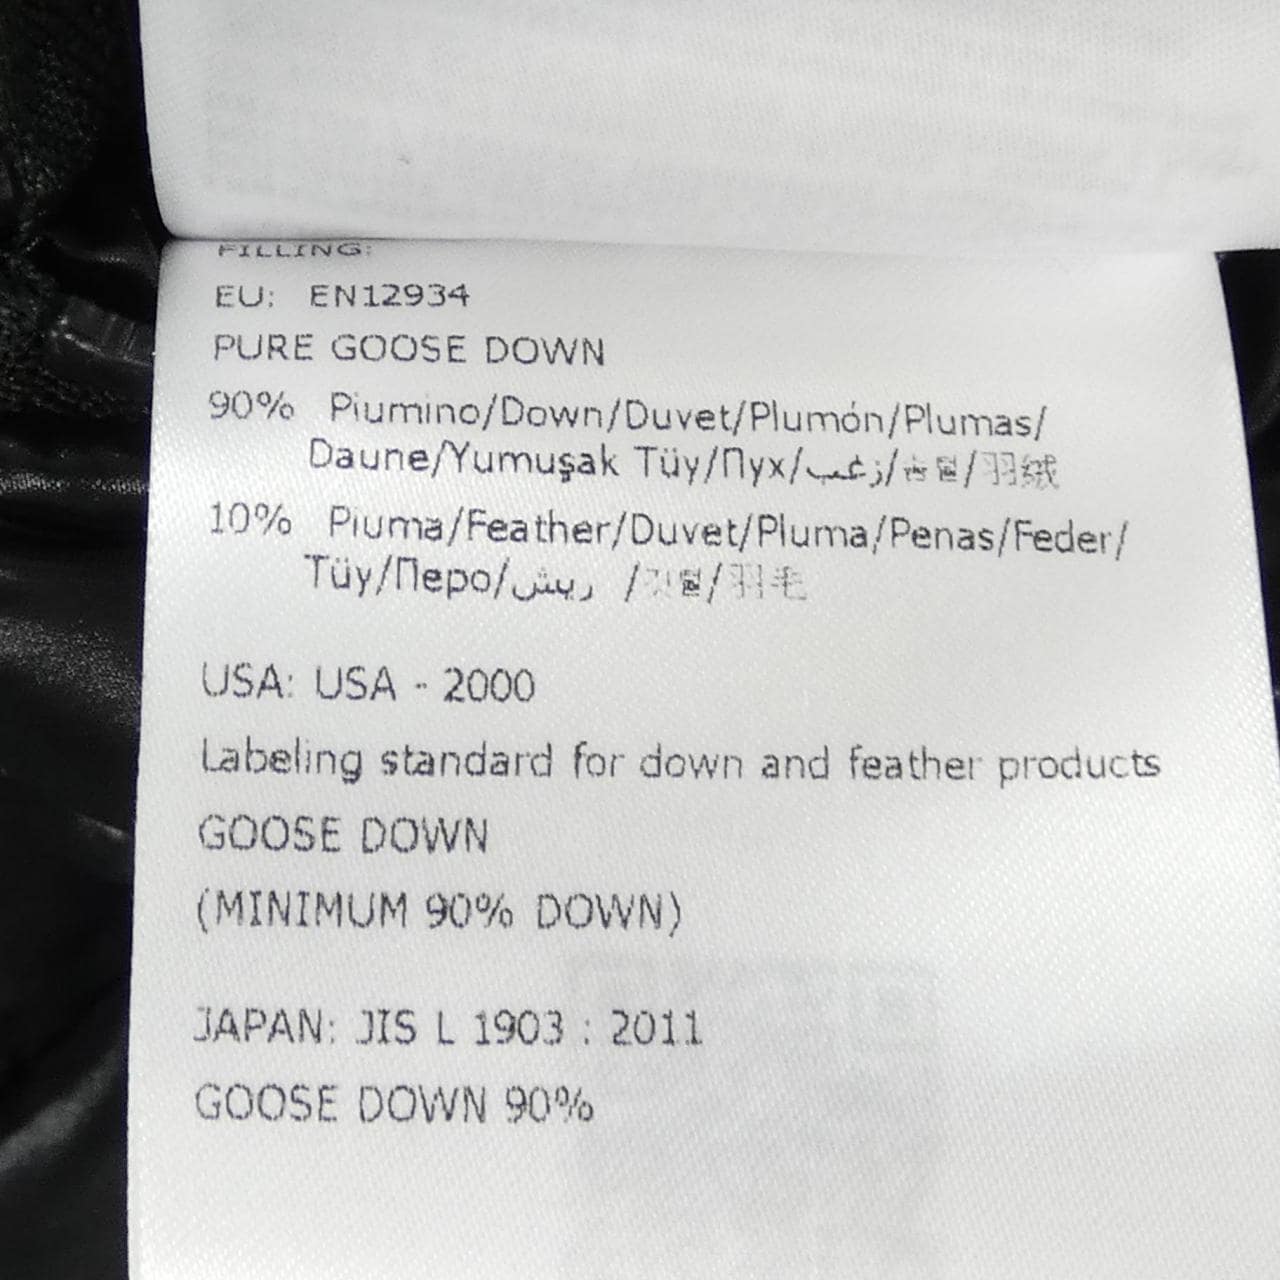 FILLING:
EU: EN12934
PURE GOOSE DOWN
90% Piumino/Down/Duvet/Plumón/Plumas/
Daune/Yumuşak Tüy/Пух/زغب/솜털/羽绒
10% Piuma/Feather/Duvet/Pluma/Penas/Feder/
Tüy/Перо/ريش /깃털/羽毛
USA: USA - 2000
Labeling standard for down and feather products
GOOSE DOWN
(MINIMUM 90% DOWN)
JAPAN: JIS L 1903 : 2011
GOOSE DOWN 90%